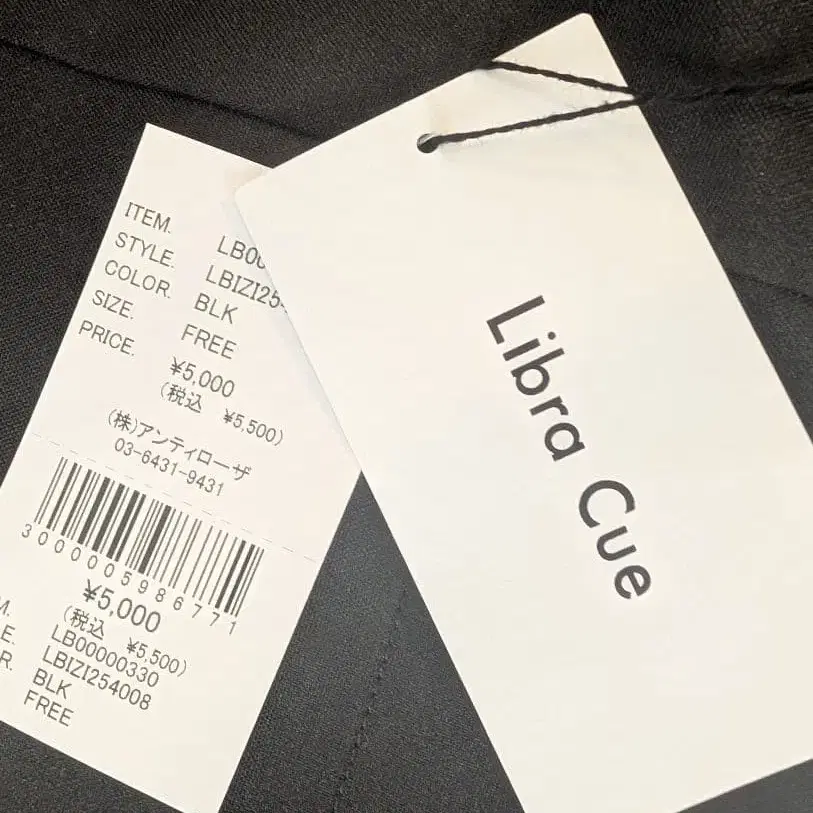 ITEM. LB00
STYLE. LBIZI25
COLOR. BLK
SIZE. FREE
PRICE.
¥5,000
(税込 ¥5,500)
(株)アンティローザ
03-6431-9431
3000005986771
¥5,000
(税込 ¥5,500)
M. LB00000330
E. LBIZI254008
R. BLK
FREE
Libra Cue